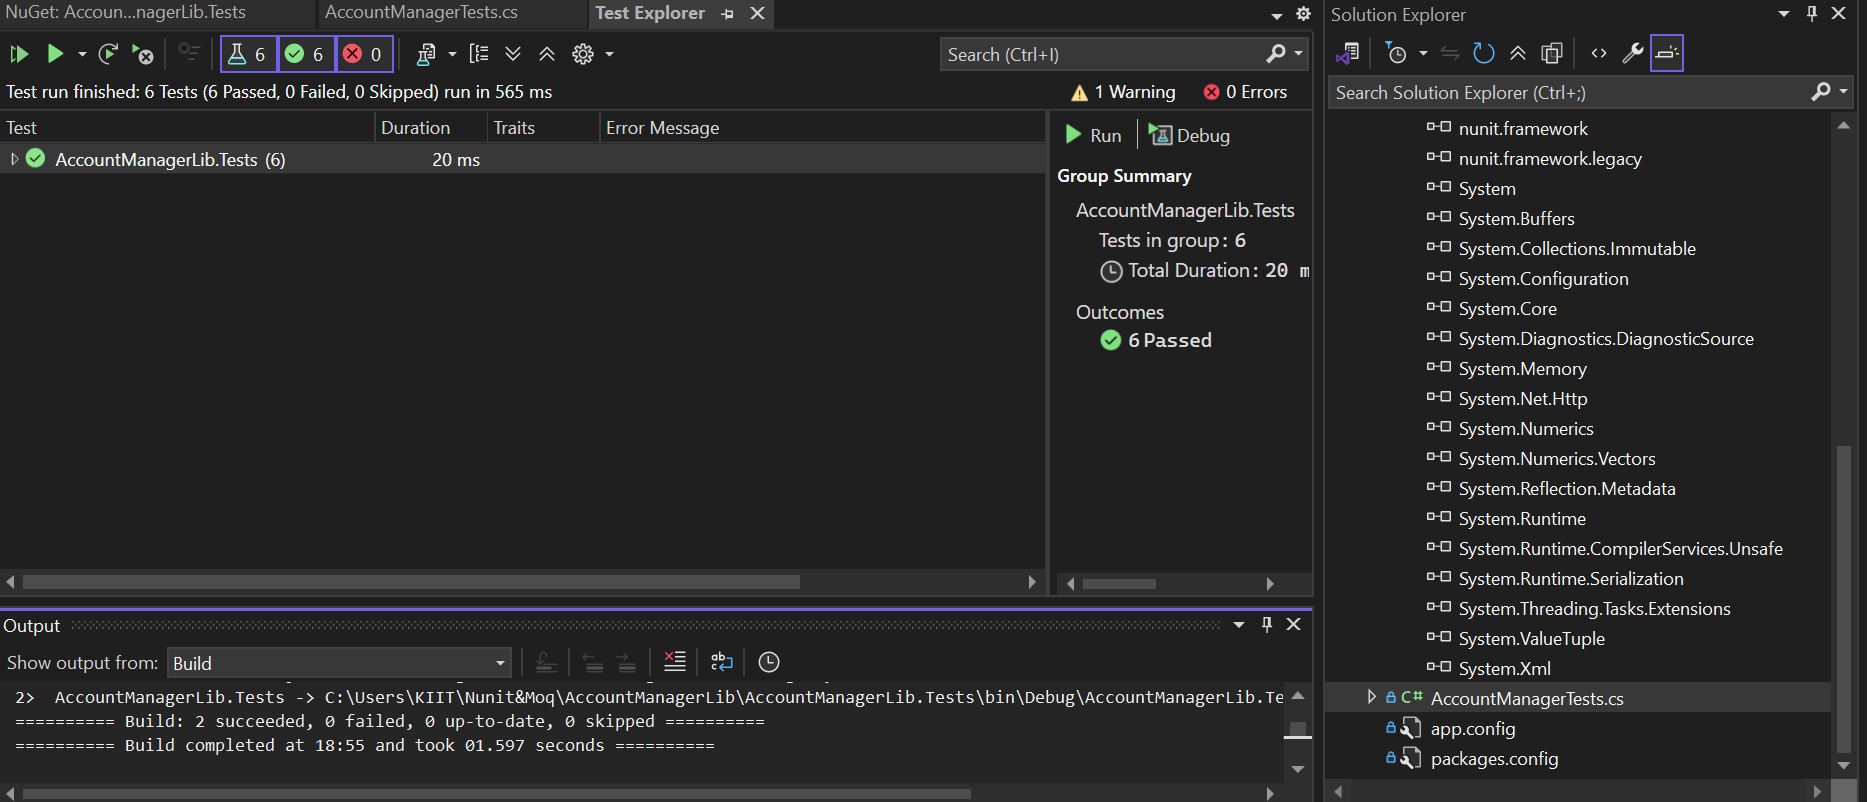 NuGet: Accoun...nagerLib.Tests
AccountManagerTests.cs
Test Explorer
6
6
0
Search (Ctrl+I)
Test run finished: 6 Tests (6 Passed, 0 Failed, 0 Skipped) run in 565 ms
1 Warning
0 Errors
Test
Duration
Traits
Error Message
AccountManagerLib.Tests (6)
20 ms
Run
Debug
Group Summary
AccountManagerLib.Tests
Tests in group: 6
Total Duration: 20 m
Outcomes
6 Passed
Output
Show output from: Build
2>  AccountManagerLib.Tests -> C:\Users\KIIT\Nunit&Moq\AccountManagerLib\AccountManagerLib.Tests\bin\Debug\AccountManagerLib.Te
========== Build: 2 succeeded, 0 failed, 0 up-to-date, 0 skipped ==========
========== Build completed at 18:55 and took 01.597 seconds ==========
Solution Explorer
Search Solution Explorer (Ctrl+;)
nunit.framework
nunit.framework.legacy
System
System.Buffers
System.Collections.Immutable
System.Configuration
System.Core
System.Diagnostics.DiagnosticSource
System.Memory
System.Net.Http
System.Numerics
System.Numerics.Vectors
System.Reflection.Metadata
System.Runtime
System.Runtime.CompilerServices.Unsafe
System.Runtime.Serialization
System.Threading.Tasks.Extensions
System.ValueTuple
System.Xml
C# AccountManagerTests.cs
app.config
packages.config